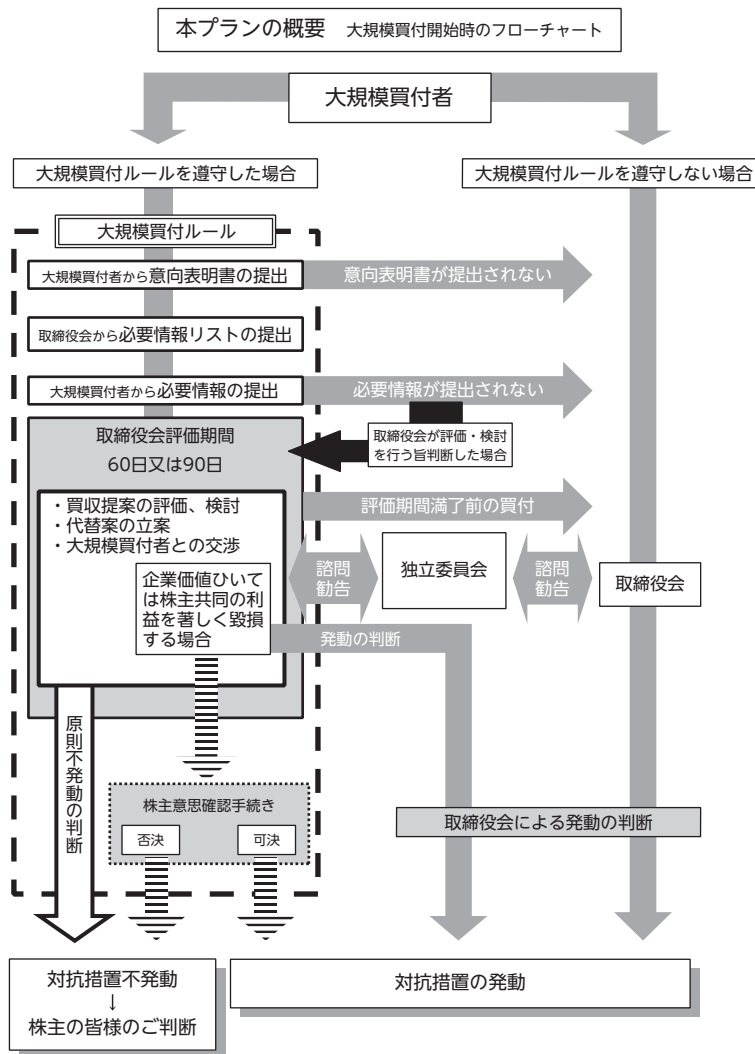 本プランの概要　大規模買付開始時のフローチャート
大規模買付者
大規模買付ルールを遵守した場合
大規模買付ルールを遵守しない場合
大規模買付ルール
大規模買付者から意向表明書の提出
意向表明書が提出されない
取締役会から必要情報リストの提出
大規模買付者から必要情報の提出
必要情報が提出されない
取締役会評価期間
60日又は90日
取締役会が評価・検討
を行う旨判断した場合
・買収提案の評価、検討
・代替案の立案
・大規模買付者との交渉
評価期間満了前の買付
企業価値ひいて
は株主共同の利
益を著しく毀損
する場合
諮問
勧告
独立委員会
諮問
勧告
取締役会
発動の判断
原則不発動の判断
株主意思確認手続き
否決
可決
取締役会による発動の判断
対抗措置不発動
↓
株主の皆様のご判断
対抗措置の発動